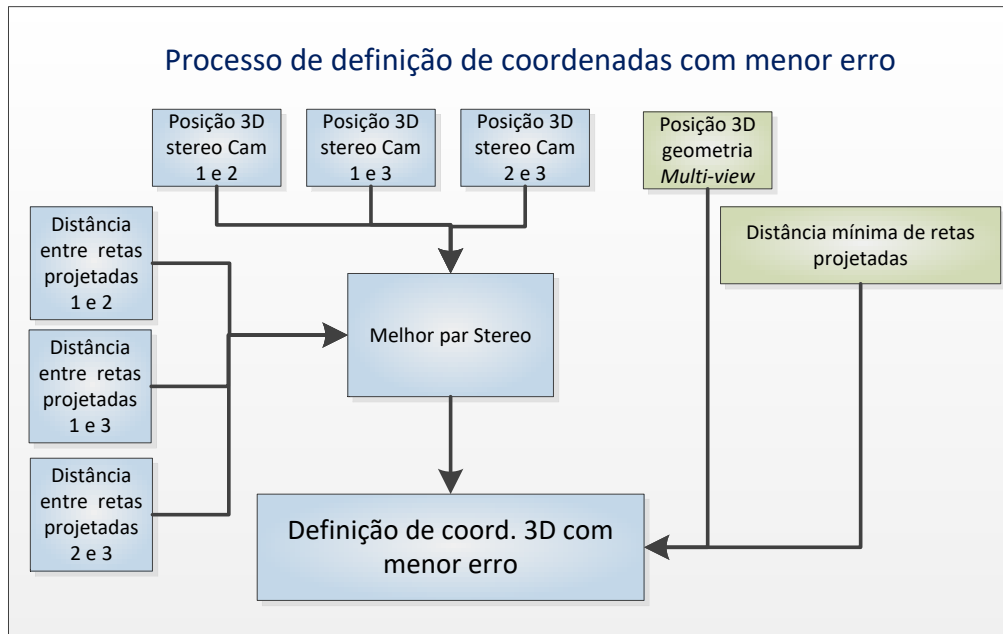 Processo de definição de coordenadas com menor erro
Posição 3D
stereo Cam
1 e 2
Posição 3D
stereo Cam
1 e 3
Posição 3D
stereo Cam
2 e 3
Posição 3D
geometria
Multi-view
Distância
entre retas
projetadas
1 e 2
Distância mínima de retas
projetadas
Melhor par Stereo
Distância
entre retas
projetadas
1 e 3
Distância
entre retas
projetadas
2 e 3
Definição de coord. 3D com
menor erro